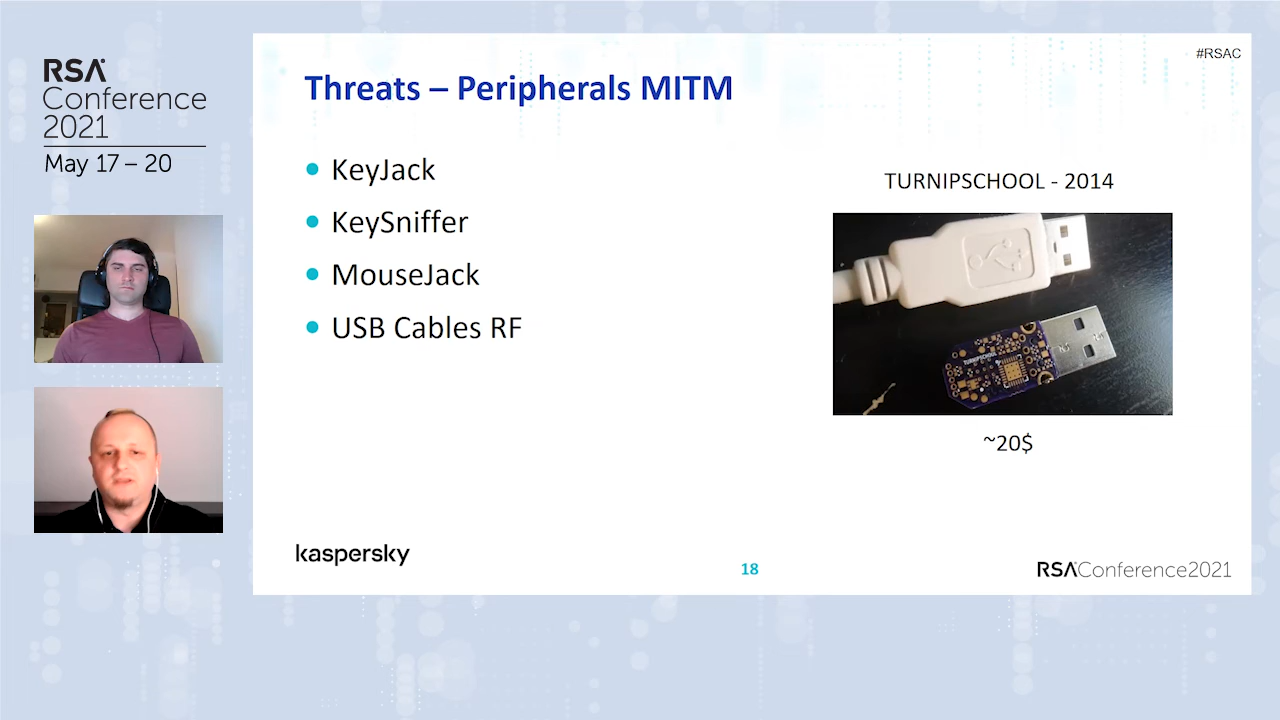 #RSAC
RSA
Conference
2021
May 17 – 20
Threats – Peripherals MITM
• KeyJack
• KeySniffer
• MouseJack
• USB Cables RF
TURNIPSCHOOL - 2014
TURNIPSCHOOL
~20$
kaspersky
18
RSAConference2021